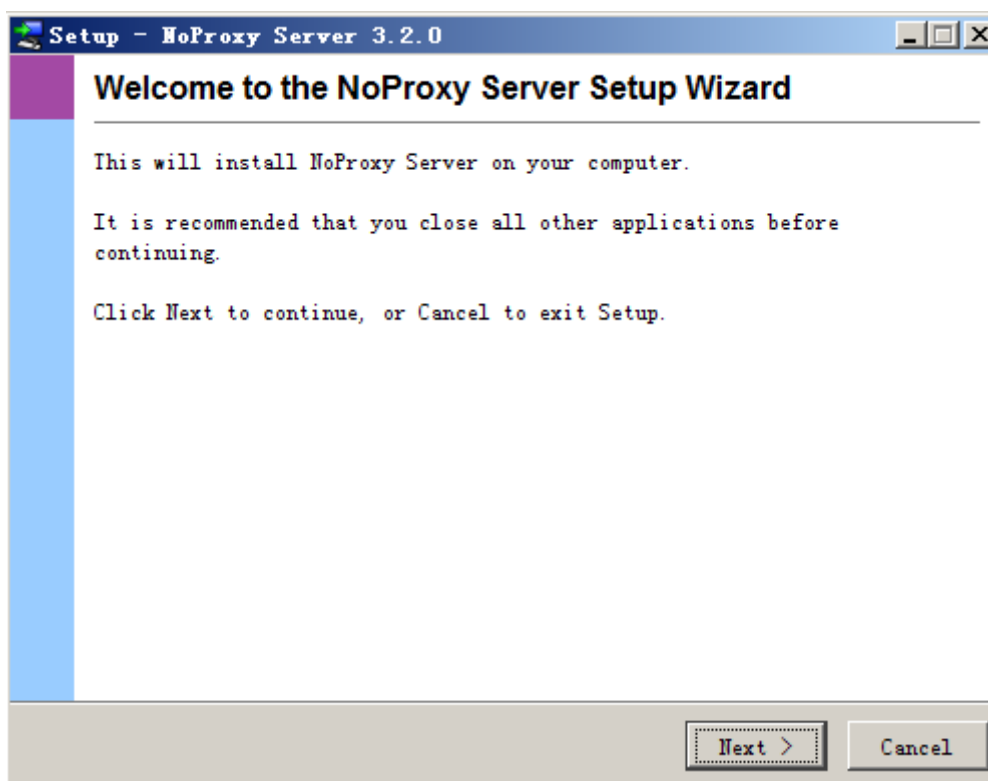 Setup - NoProxy Server 3.2.0
Welcome to the NoProxy Server Setup Wizard
This will install NoProxy Server on your computer.
It is recommended that you close all other applications before
continuing.
Click Next to continue, or Cancel to exit Setup.
Next >
Cancel